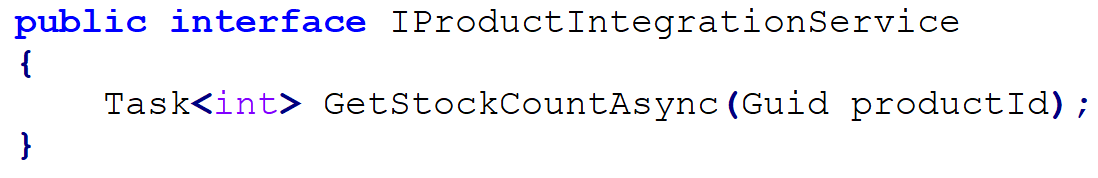 public interface IProductIntegrationService
{
    Task<int> GetStockCountAsync(Guid productId);
}